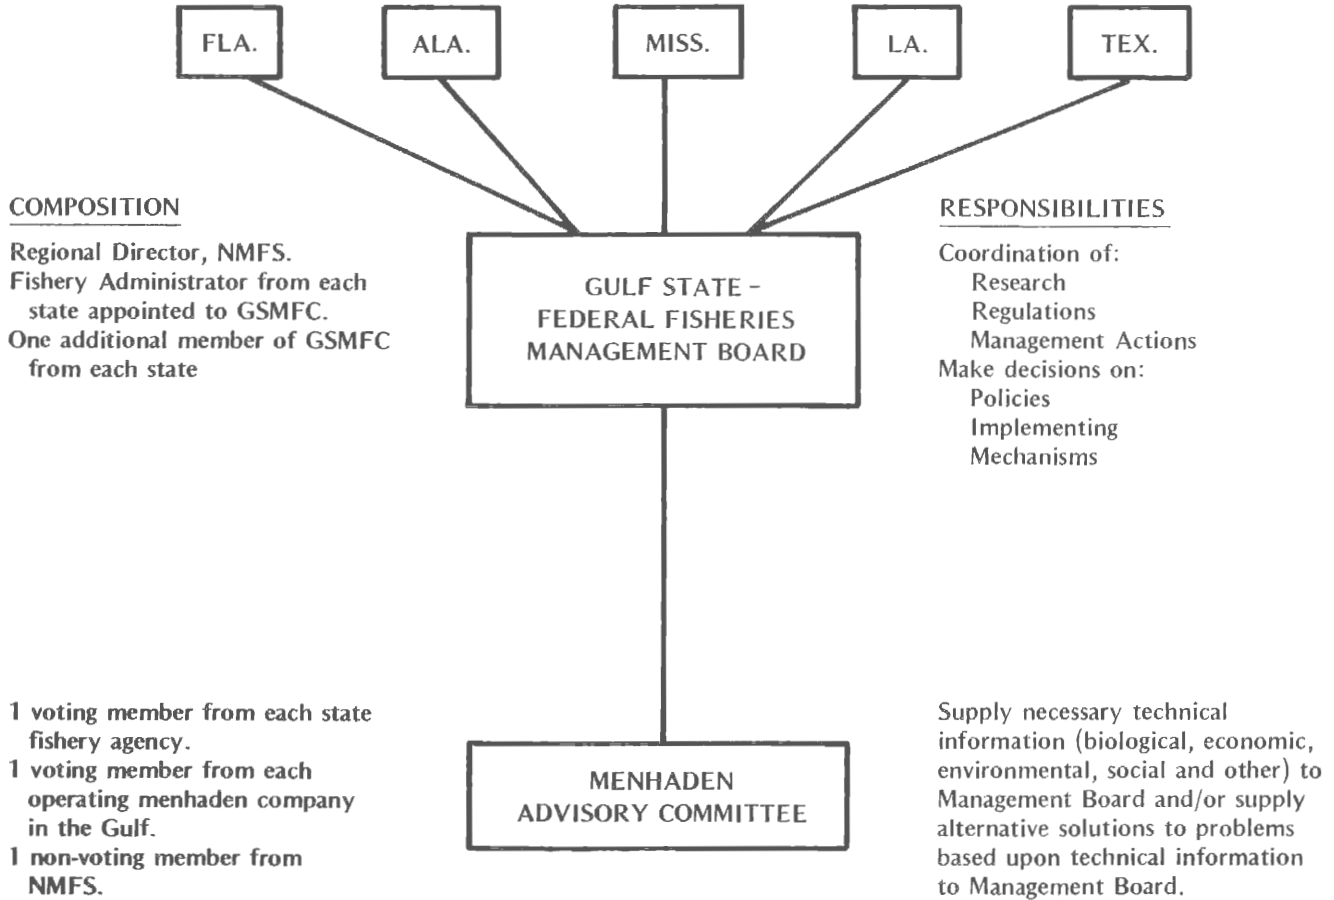 FLA.
ALA.
MISS.
LA.
TEX.
COMPOSITION
Regional Director, NMFS.
Fishery Administrator from each
state appointed to GSMFC.
One additional member of GSMFC
from each state
GULF STATE –
FEDERAL FISHERIES
MANAGEMENT BOARD
RESPONSIBILITIES
Coordination of:
Research
Regulations
Management Actions
Make decisions on:
Policies
Implementing
Mechanisms
1 voting member from each state
fishery agency.
1 voting member from each
operating menhaden company
in the Gulf.
1 non-voting member from
NMFS.
MENHADEN
ADVISORY COMMITTEE
Supply necessary technical
information (biological, economic,
environmental, social and other) to
Management Board and/or supply
alternative solutions to problems
based upon technical information
to Management Board.